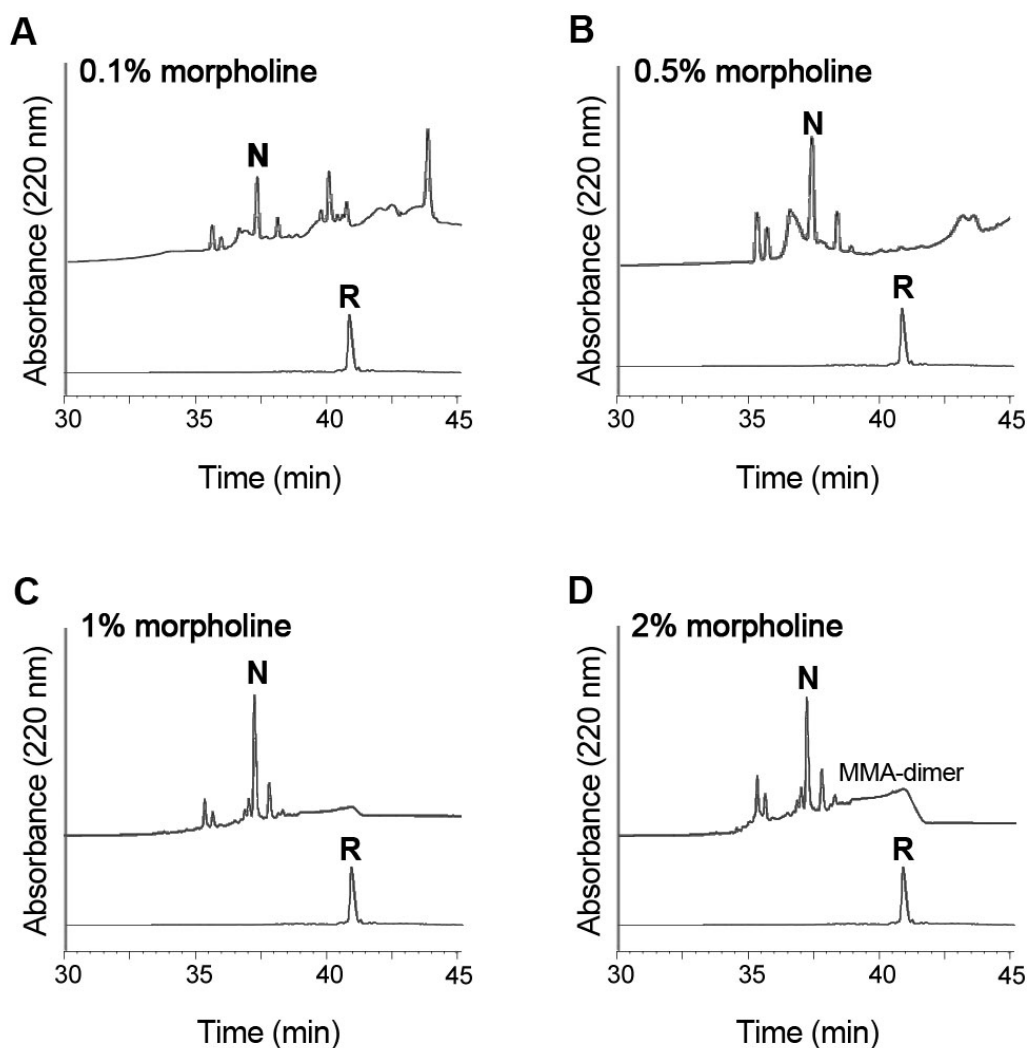 A
0.1% morpholine
Absorbance (220 nm)
N
R
30 35 40 45
Time (min)
B
0.5% morpholine
Absorbance (220 nm)
N
R
30 35 40 45
Time (min)
C
1% morpholine
Absorbance (220 nm)
N
R
30 35 40 45
Time (min)
D
2% morpholine
Absorbance (220 nm)
N
MMA-dimer
R
30 35 40 45
Time (min)